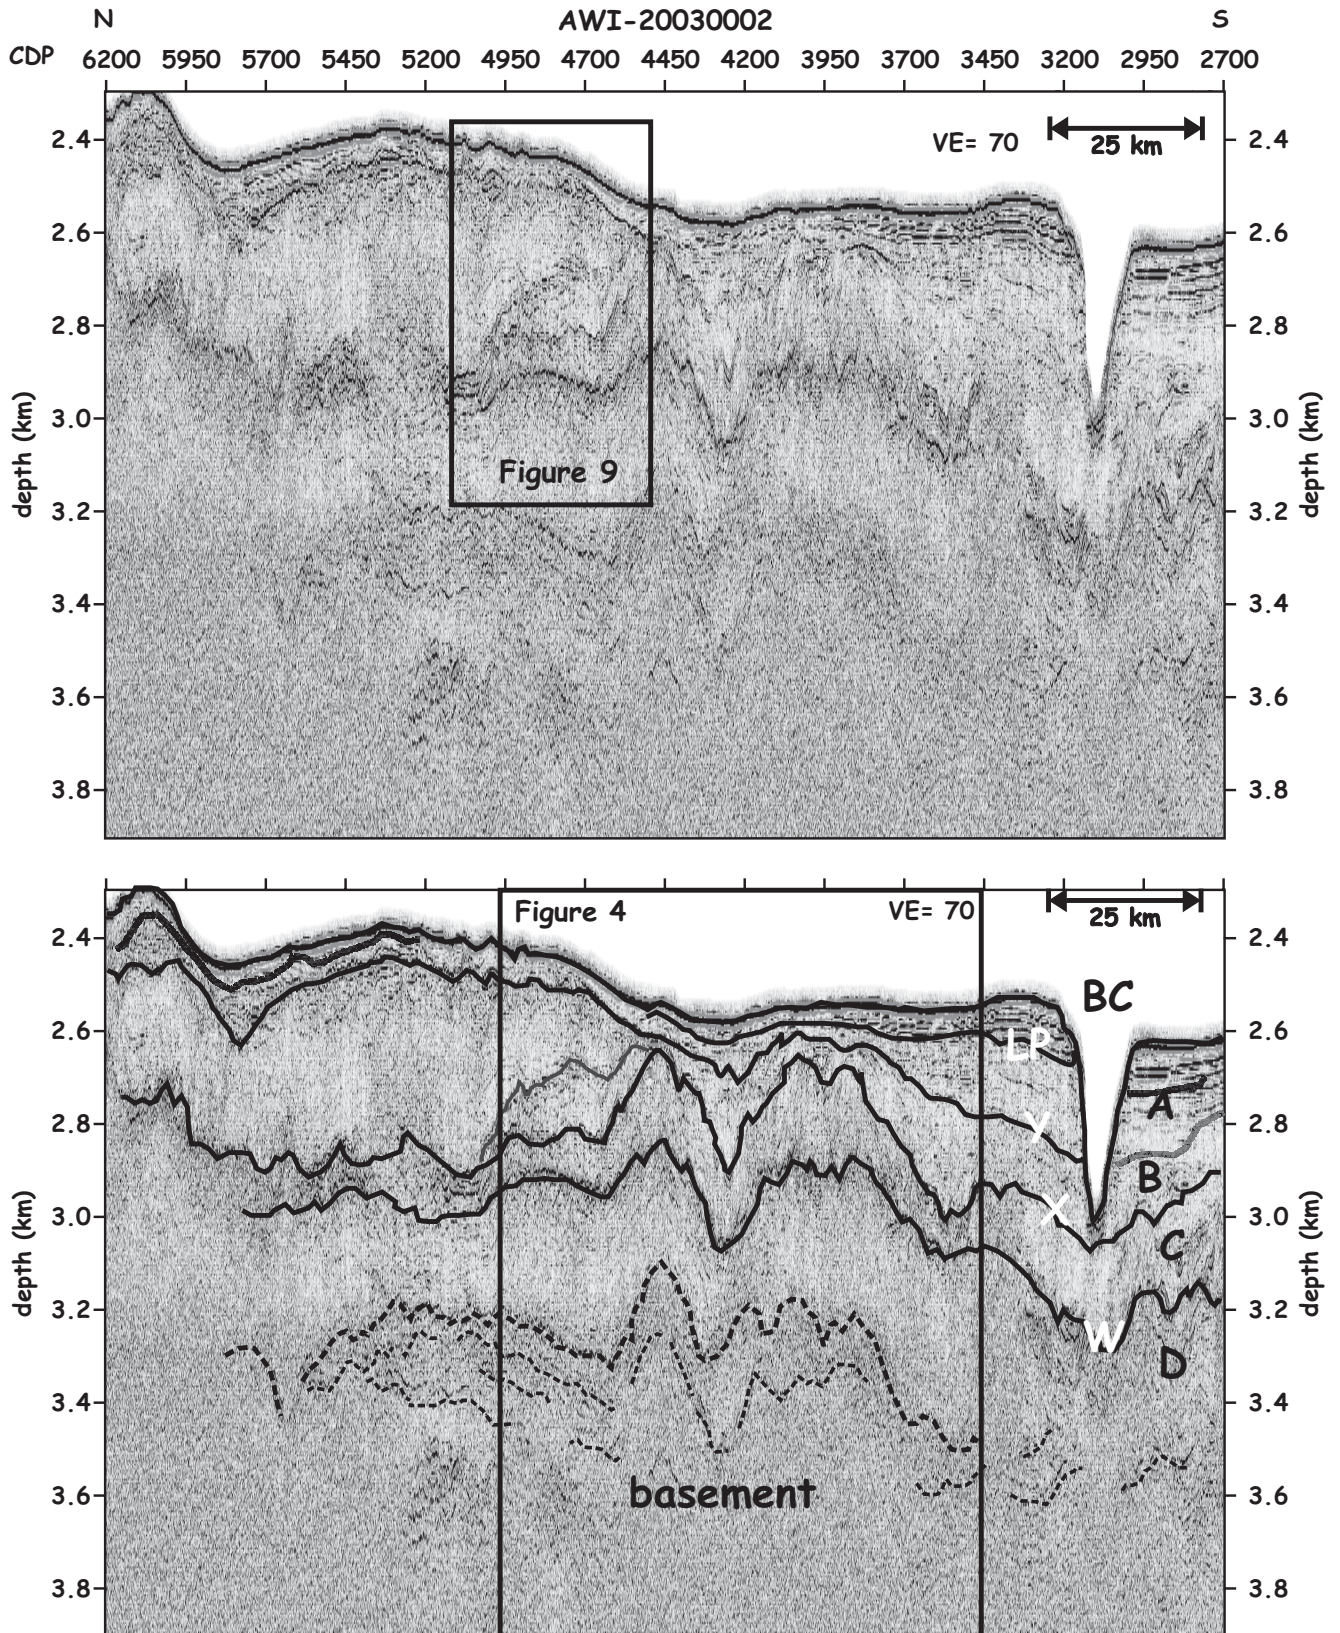 N AWI-20030002 S
CDP 6200 5950 5700 5450 5200 4950 4700 4450 4200 3950 3700 3450 3200 2950 2700
2.4 VE= 70 25 km 2.4
2.6 2.6
2.8 2.8
depth (km) 3.0 3.0 depth (km)
Figure 9
3.2 3.2
3.4 3.4
3.6 3.6
3.8 3.8
Figure 4 VE= 70 25 km
2.4 2.4
BC
2.6 LP 2.6
A
2.8 Y 2.8
B
depth (km) 3.0 X 3.0 depth (km)
C
3.2 3.2
W
D
3.4 3.4
3.6 basement 3.6
3.8 3.8